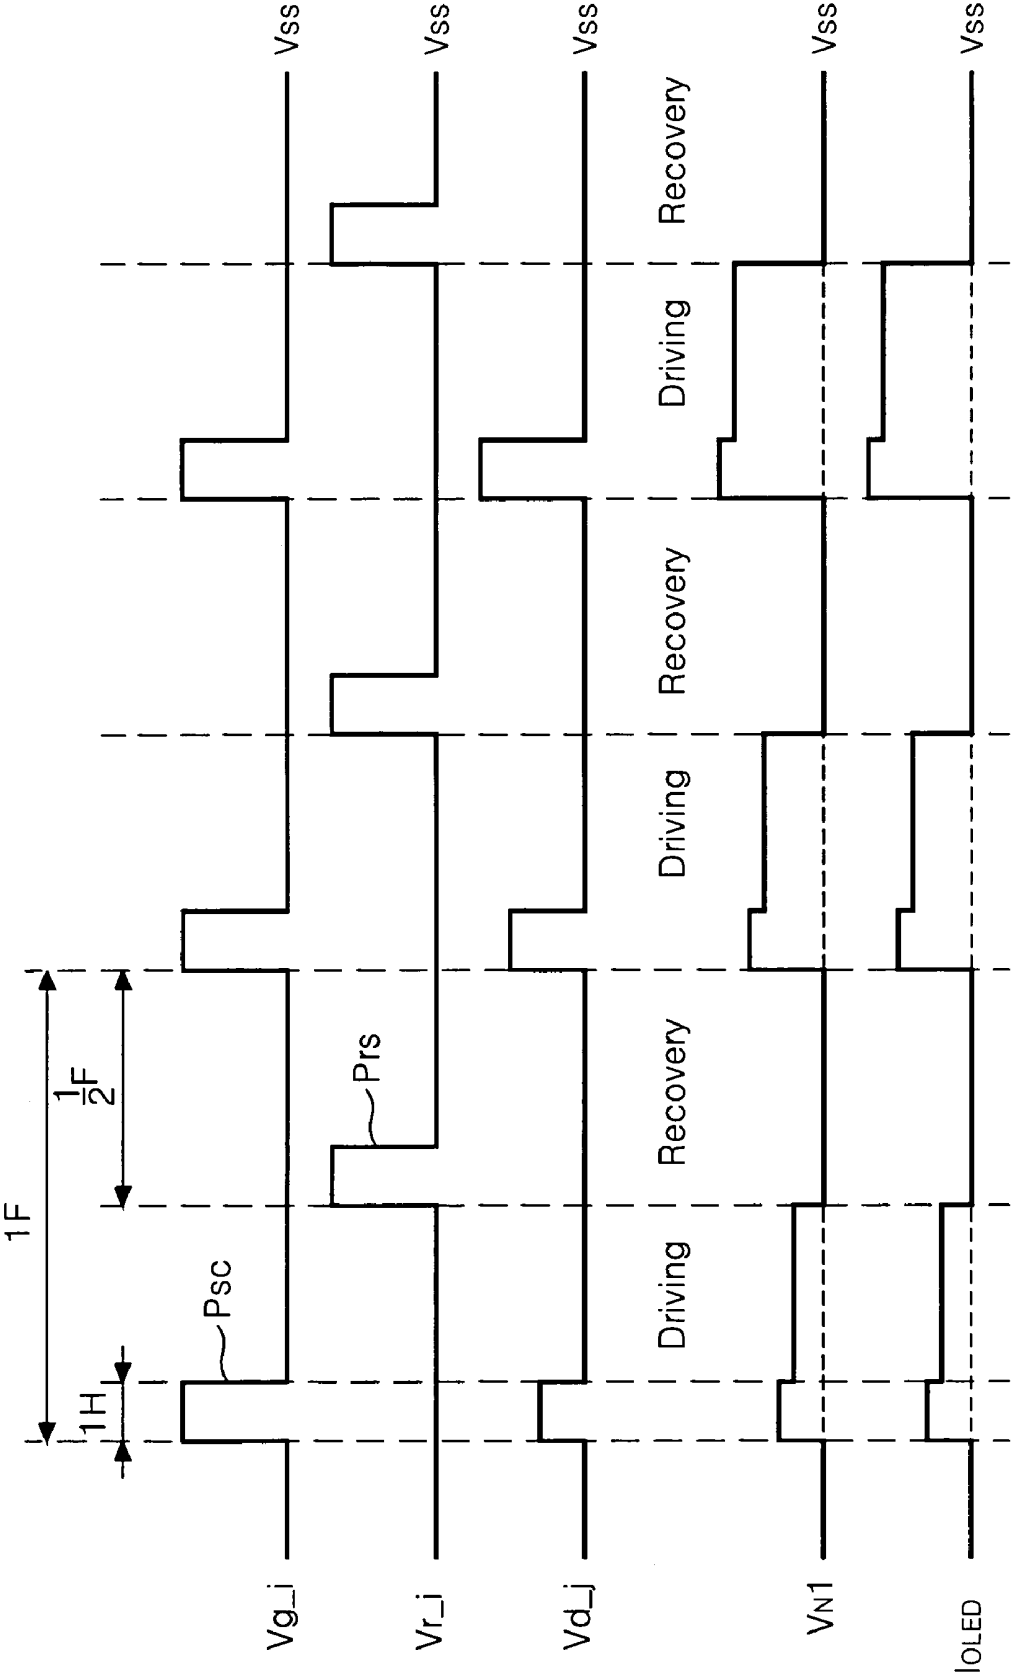 1F
1H
1/2F
Vg_i
Psc
Vss
Vr_i
Prs
Vss
Vd_j
Vss
Driving Recovery Driving Recovery Driving Recovery
VN1
Vss
IOLED
Vss